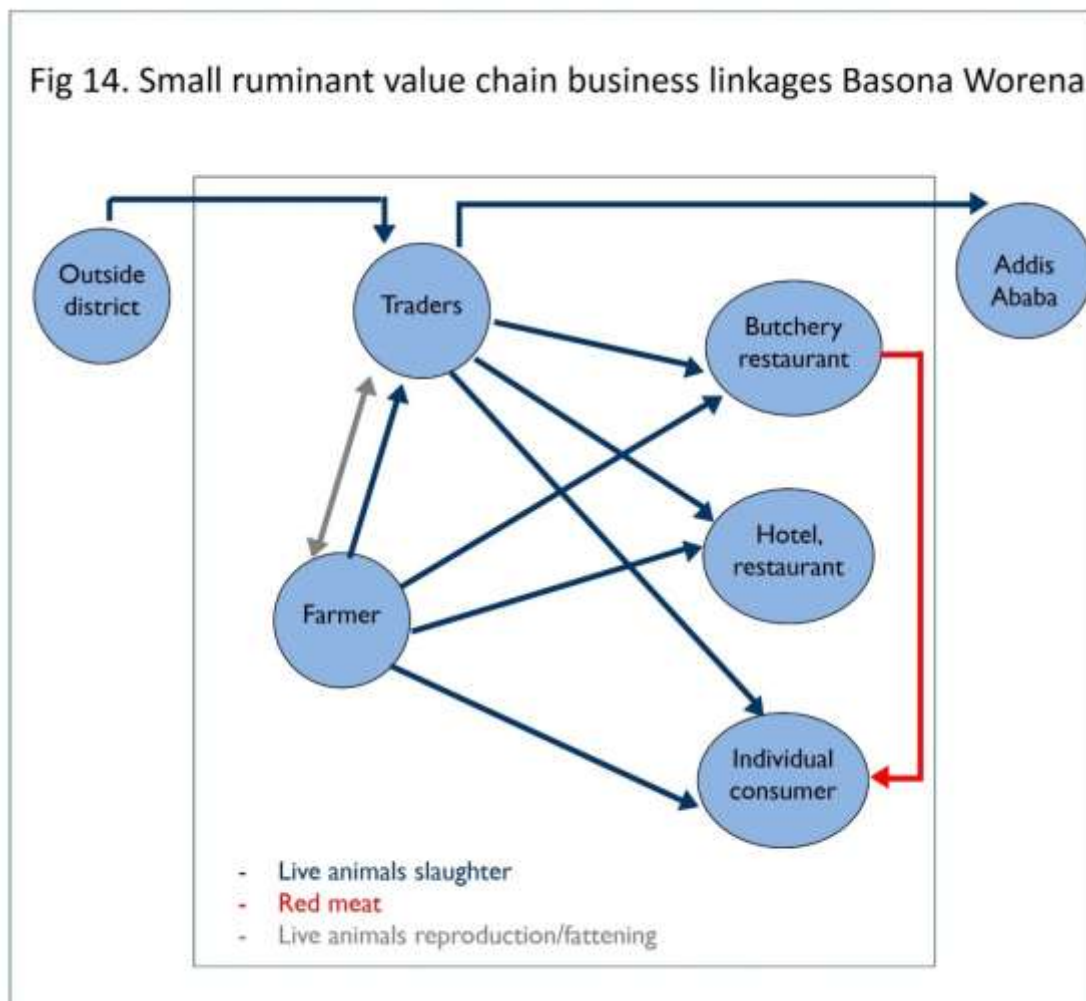 Fig 14. Small ruminant value chain business linkages Basona Worena
Outside
district
Traders
Addis
Ababa
Butchery
restaurant
Hotel,
restaurant
Farmer
Individual
consumer
- Live animals slaughter
- Red meat
- Live animals reproduction/fattening